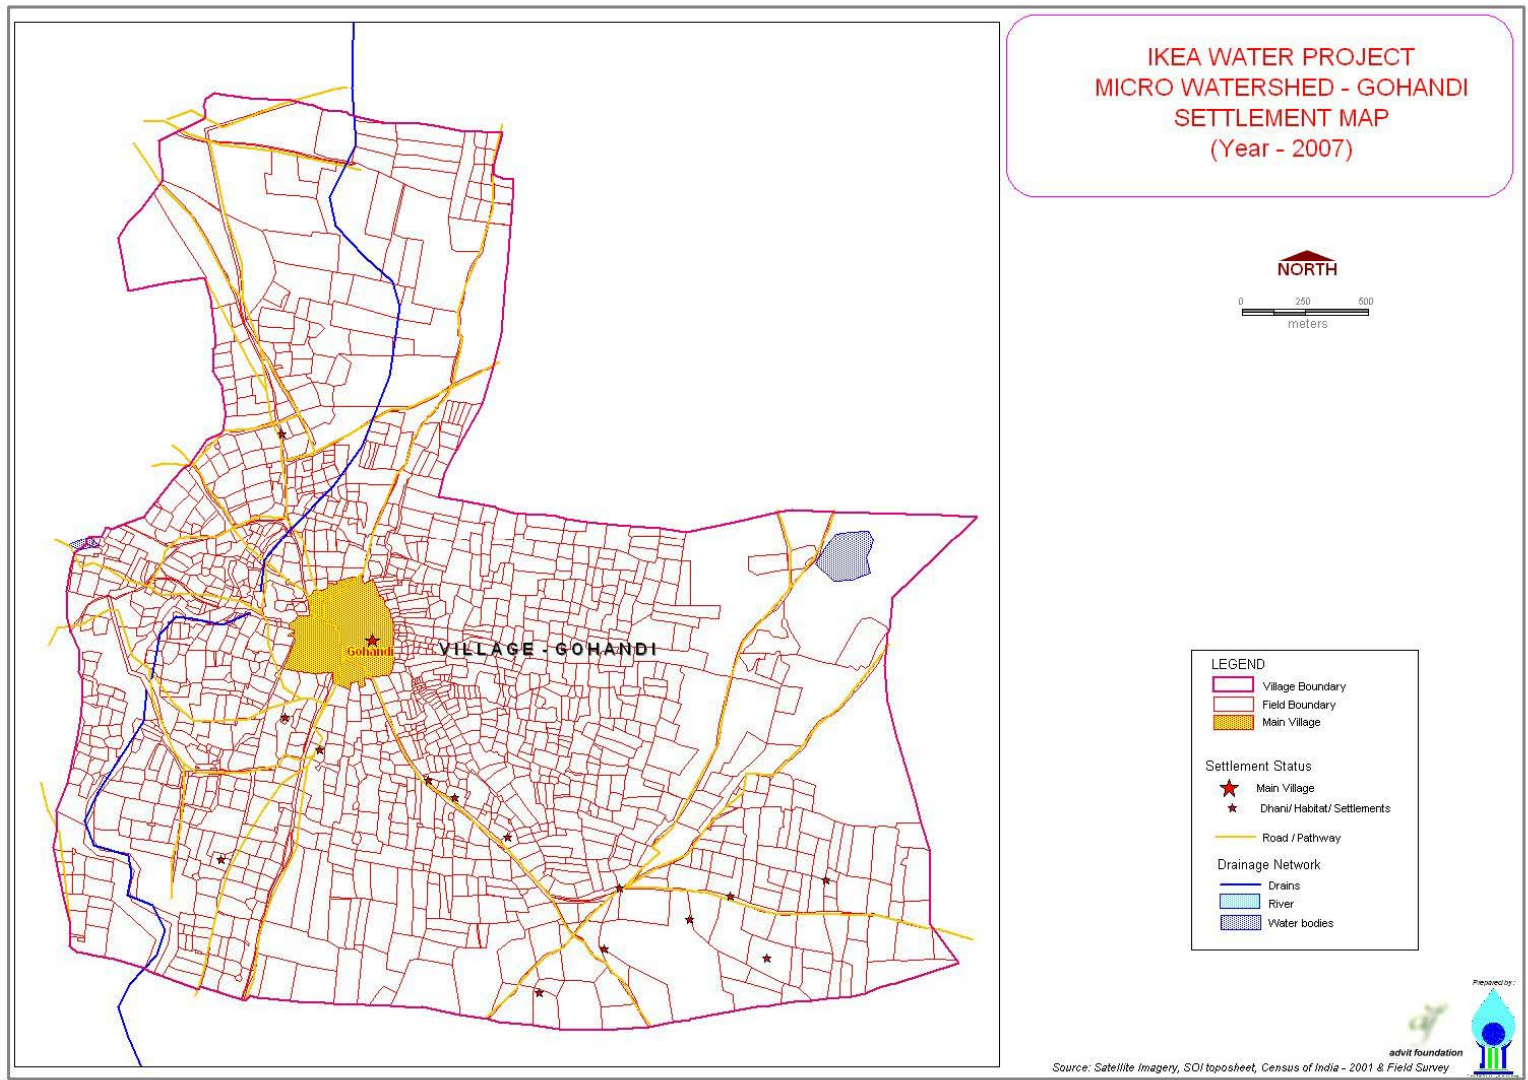 IKEA WATER PROJECT
MICRO WATERSHED - GOHANDI
SETTLEMENT MAP
(Year - 2007)
NORTH
0 250 500
meters
Gohandi
VILLAGE - GOHANDI
LEGEND
Village Boundary
Field Boundary
Main Village
Settlement Status
Main Village
Dhani/ Habitat/ Settlements
Road / Pathway
Drainage Network
Drains
River
Water bodies
Prepared by :
advit foundation
Source: Satellite Imagery, SOI toposheet, Census of India - 2001 & Field Survey